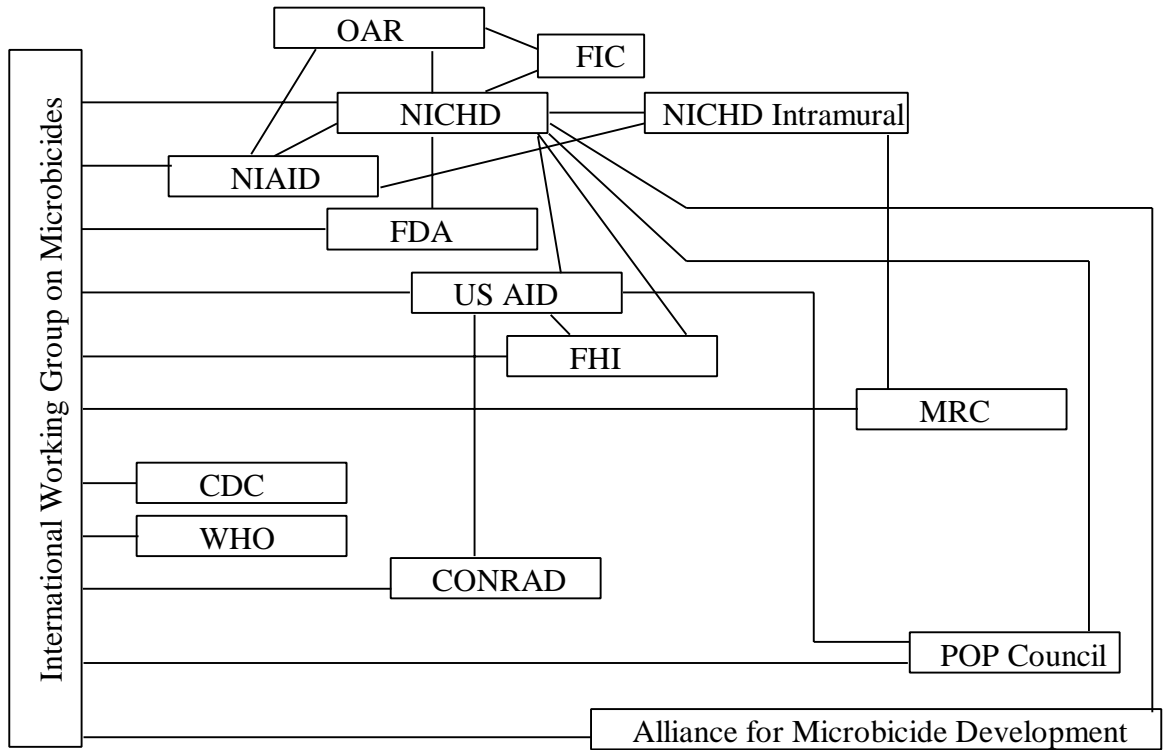 OAR
FIC
NICHD
NICHD Intramural
NIAID
FDA
US AID
FHI
MRC
CDC
WHO
CONRAD
POP Council
Alliance for Microbicide Development
International Working Group on Microbicides